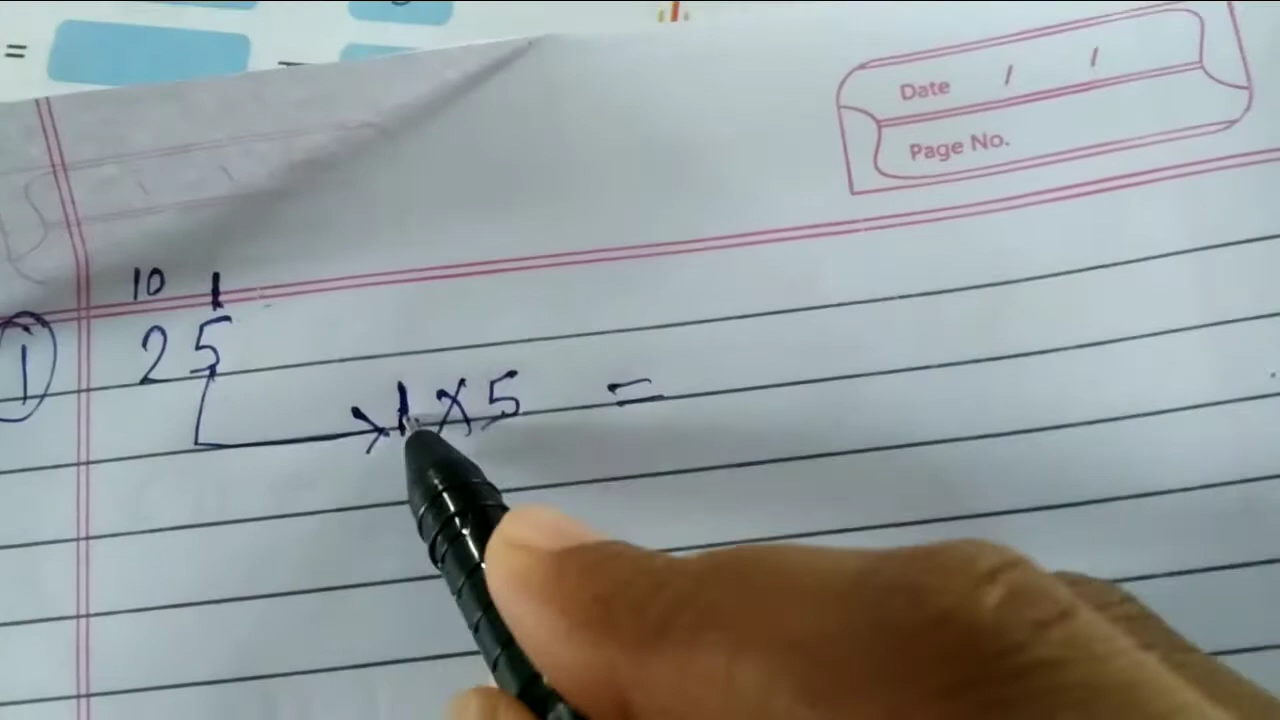 =
Date / /
Page No.
10 1
① 25
1 × 5 =